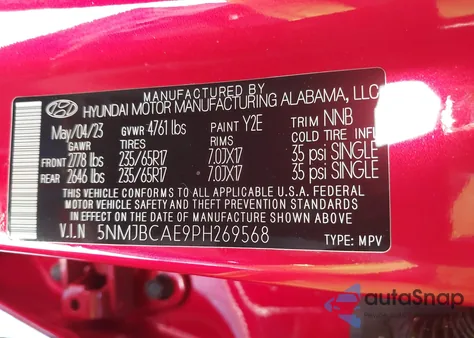 MANUFACTURED BY
HYUNDAI MOTOR MANUFACTURING ALABAMA, LLC
May/04/23 GVWR 4761 lbs PAINT Y2E TRIM NNB
GAWR TIRES RIMS COLD TIRE INFL
FRONT 2778 lbs 235/65R17 7.0JX17 35 psi SINGLE
REAR 2646 lbs 235/65R17 7.0JX17 35 psi SINGLE
THIS VEHICLE CONFORMS TO ALL APPLICABLE U.S.A. FEDERAL
MOTOR VEHICLE SAFETY AND THEFT PREVENTION STANDARDS
IN EFFECT ON THE DATE OF MANUFACTURE SHOWN ABOVE.
V.I.N 5NMJBCAE9PH269568 TYPE: MPV
autoSnap